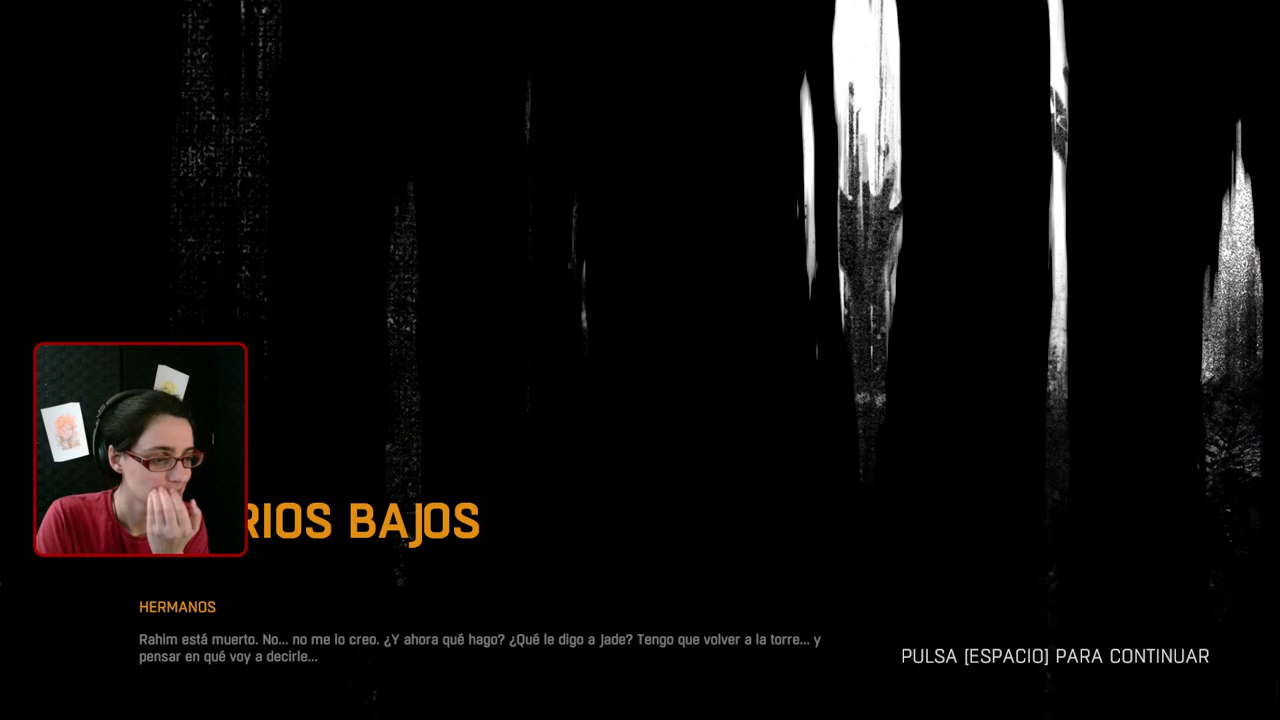 RIOS BAJOS
HERMANOS
Rahim está muerto. No... no me lo creo. ¿Y ahora qué hago? ¿Qué le digo a Jade? Tengo que volver a la torre... y
pensar en qué voy a decirle...
PULSA [ESPACIO] PARA CONTINUAR